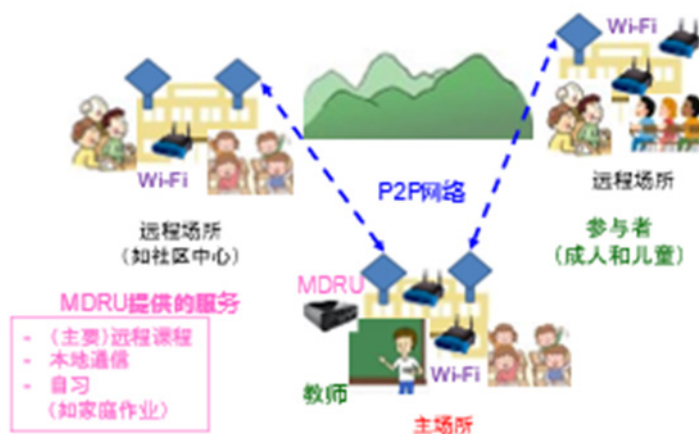 Wi-Fi
Wi-Fi
远程场所
(如社区中心)
P2P网络
远程场所
参与者
(成人和儿童)
MDRU提供的服务
- (主要)远程课程
- 本地通信
- 自习
(如家庭作业)
MDRU
Wi-Fi
教师
主场所